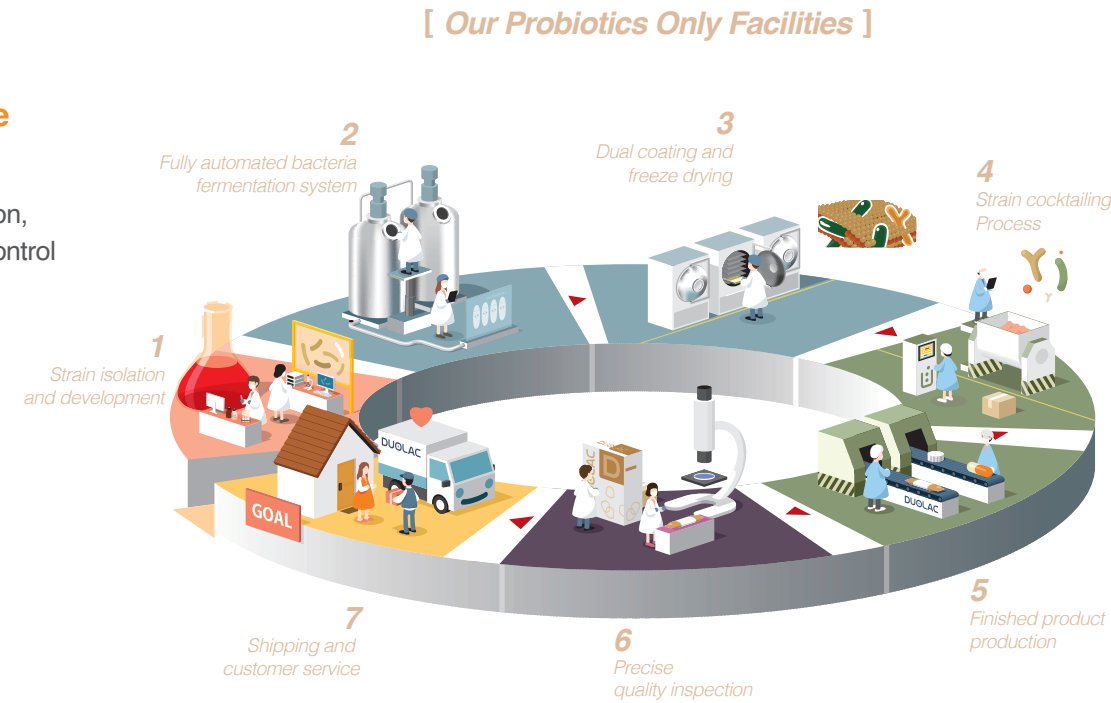 [ Our Probiotics Only Facilities ]
e
on,
ontrol
1
Strain isolation
and development
2
Fully automated bacteria
fermentation system
3
Dual coating and
freeze drying
4
Strain cocktailing
Process
5
Finished product
production
6
Precise
quality inspection
7
Shipping and
customer service
GOAL
DUOLAC
D
DUOLAC